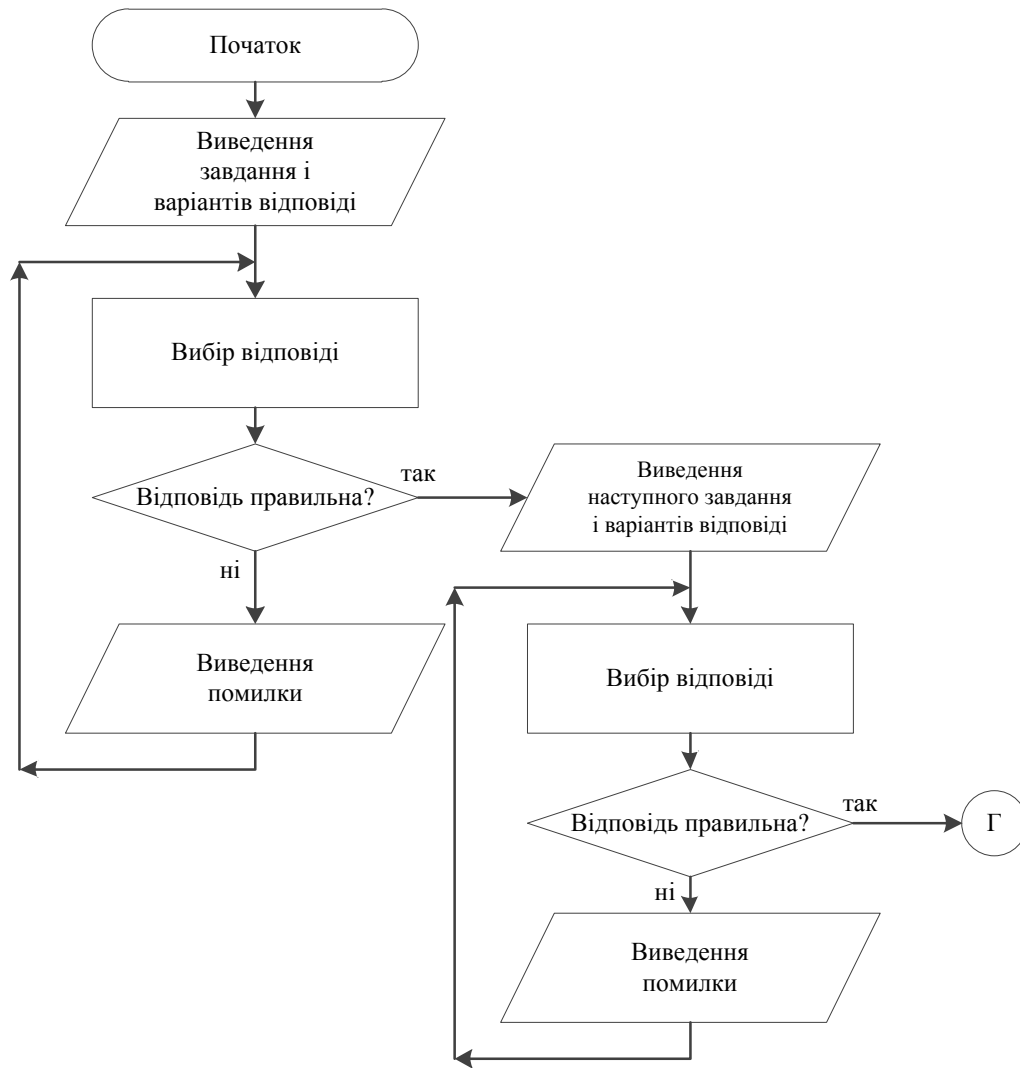 Початок
Виведення
завдання і
варіантів відповіді
Вибір відповіді
Відповідь правильна?
так
ні
Виведення
помилки
Виведення
наступного завдання
і варіантів відповіді
Вибір відповіді
Відповідь правильна?
так
Г
ні
Виведення
помилки